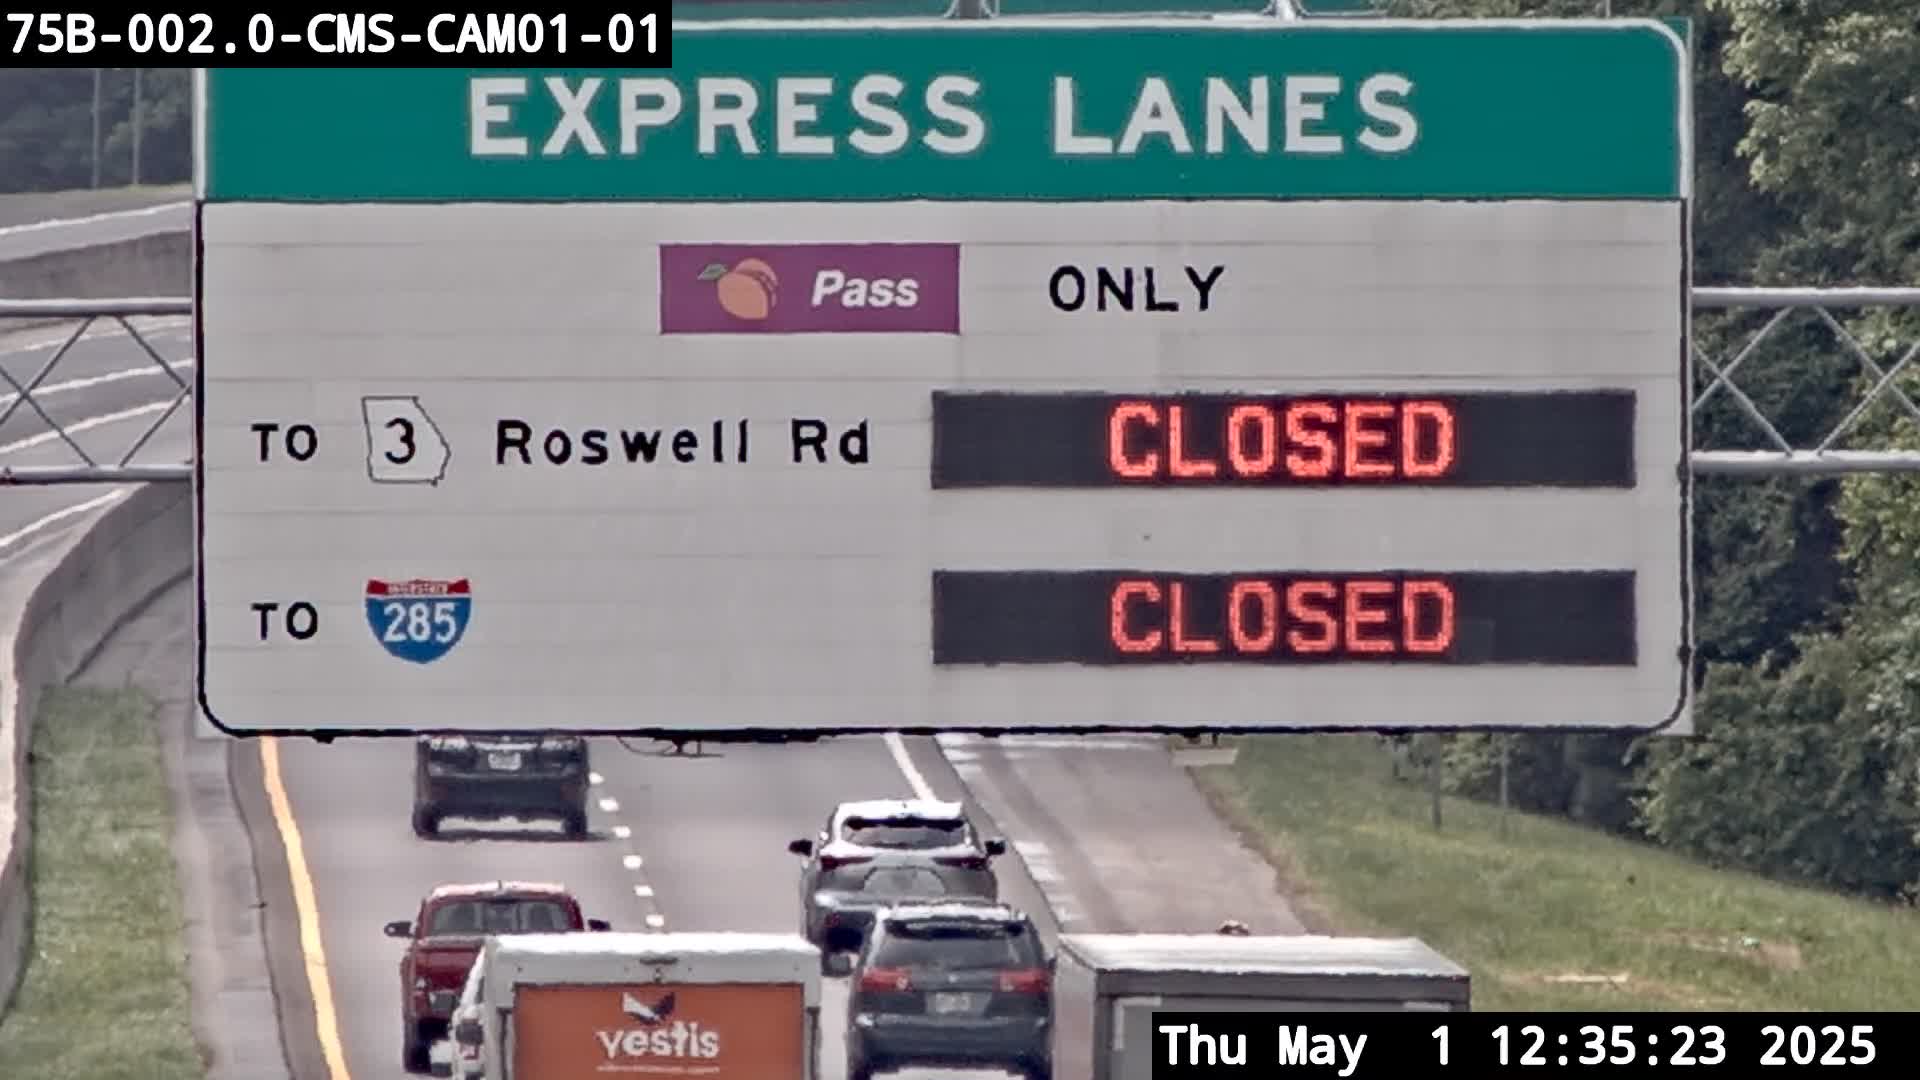 75B-002.0-CMS-CAM01-01
EXPRESS LANES
Pass ONLY
TO 3 Roswell Rd CLOSED
INTERSTATE
TO 285 CLOSED
vestis
Thu May 1 12:35:23 2025